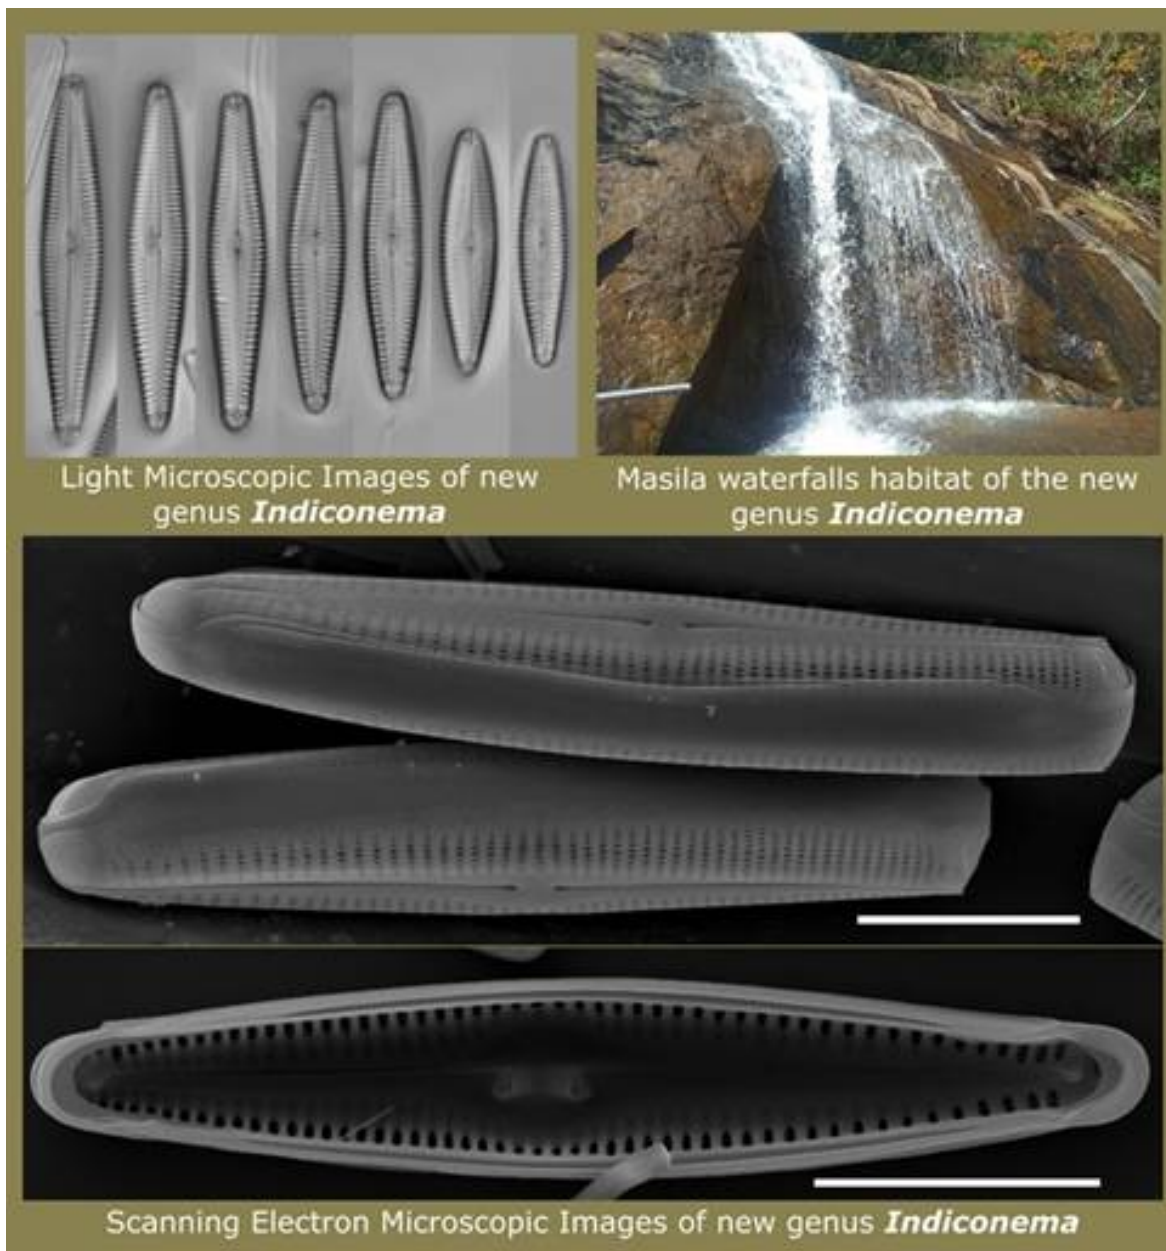 Light Microscopic Images of new
genus Indiconema
Masila waterfalls habitat of the new
genus Indiconema
Scanning Electron Microscopic Images of new genus Indiconema